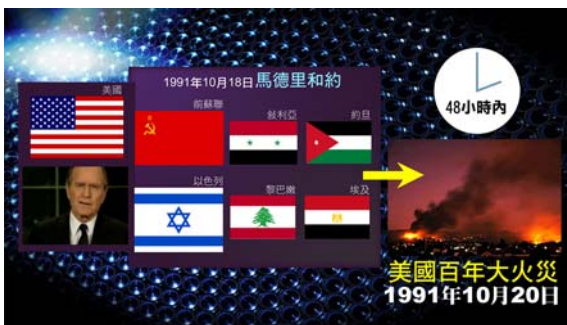 1991年10月18日馬德里和約
美國
前蘇聯
敍利亞
約旦
以色列
黎巴嫩
埃及
48小時內
美國百年大火災
1991年10月20日